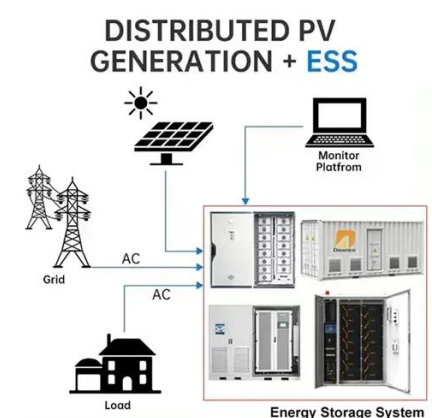 DISTRIBUTED PV
GENERATION + ESS
Monitor
Platfrom
Grid
AC
AC
Load
Energy Storage System